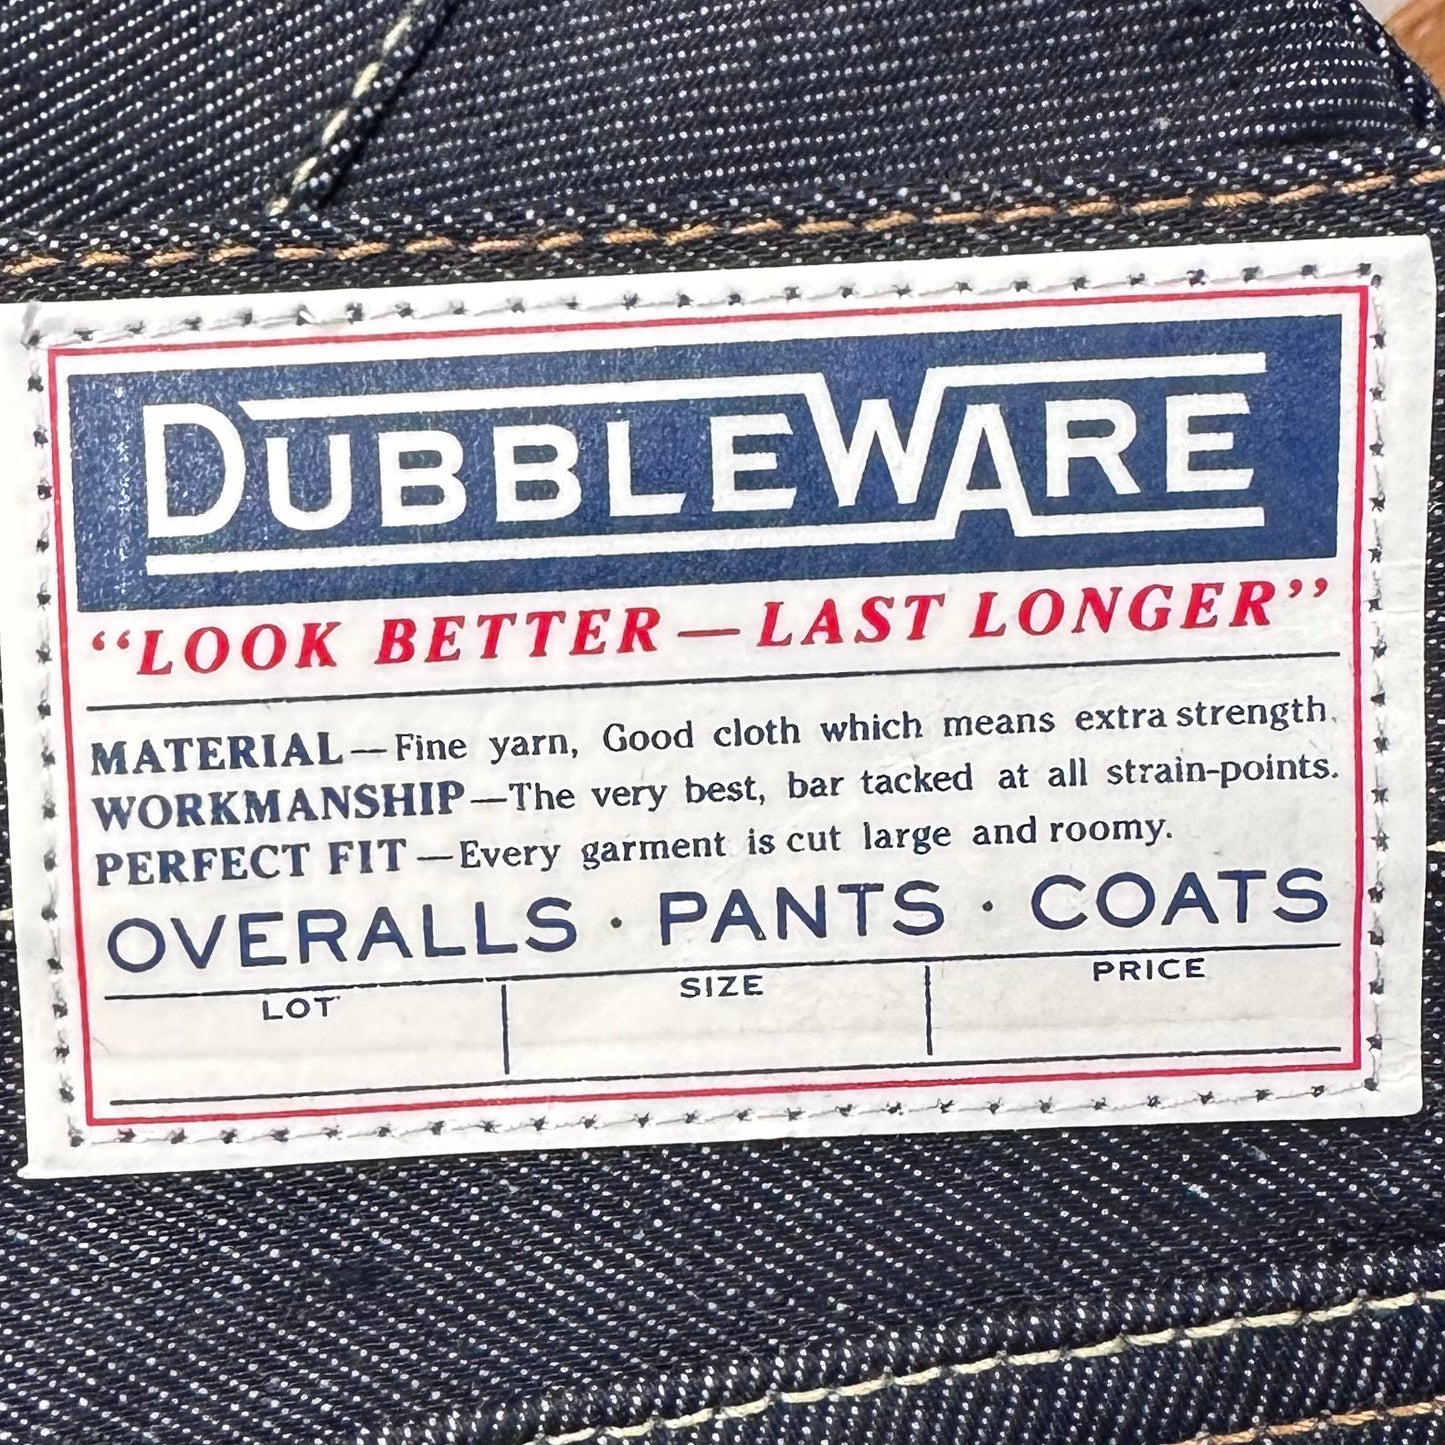 DUBBLEWARE
“LOOK BETTER — LAST LONGER”
MATERIAL—Fine yarn, Good cloth which means extra strength.
WORKMANSHIP—The very best, bar tacked at all strain-points.
PERFECT FIT—Every garment is cut large and roomy.
OVERALLS · PANTS · COATS
LOT SIZE PRICE